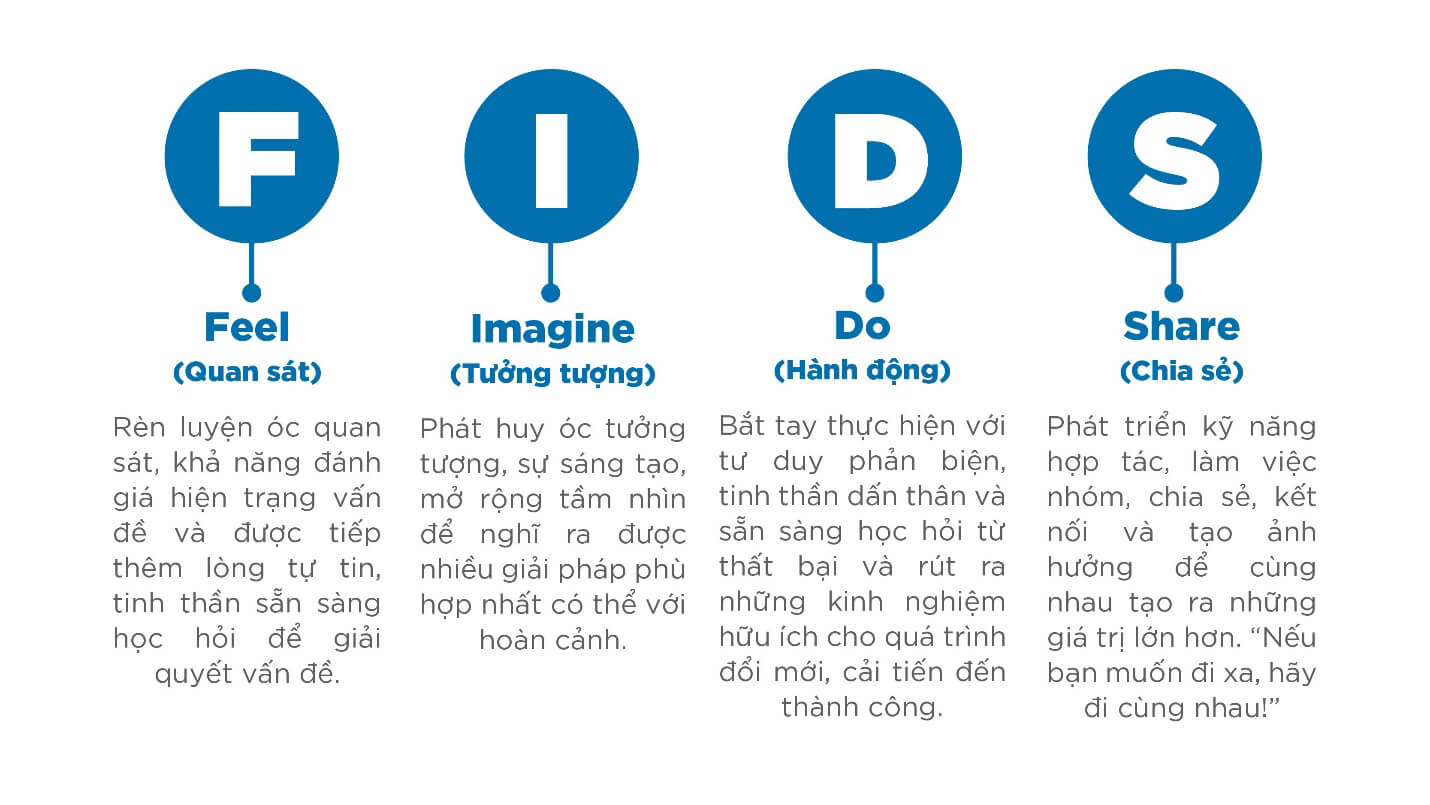 F
Feel
(Quan sát)
Rèn luyện óc quan
sát, khả năng đánh
giá hiện trạng vấn
đề và được tiếp
thêm lòng tự tin,
tinh thần sẵn sàng
học hỏi để giải
quyết vấn đề.
I
Imagine
(Tưởng tượng)
Phát huy óc tưởng
tượng, sự sáng tạo,
mở rộng tầm nhìn
để nghĩ ra được
nhiều giải pháp phù
hợp nhất có thể với
hoàn cảnh.
D
Do
(Hành động)
Bắt tay thực hiện với
tư duy phản biện,
tinh thần dấn thân và
sẵn sàng học hỏi từ
thất bại và rút ra
những kinh nghiệm
hữu ích cho quá trình
đổi mới, cải tiến đến
thành công.
S
Share
(Chia sẻ)
Phát triển kỹ năng
hợp tác, làm việc
nhóm, chia sẻ, kết
nối và tạo ảnh
hưởng để cùng
nhau tạo ra những
giá trị lớn hơn. “Nếu
bạn muốn đi xa, hãy
đi cùng nhau!”